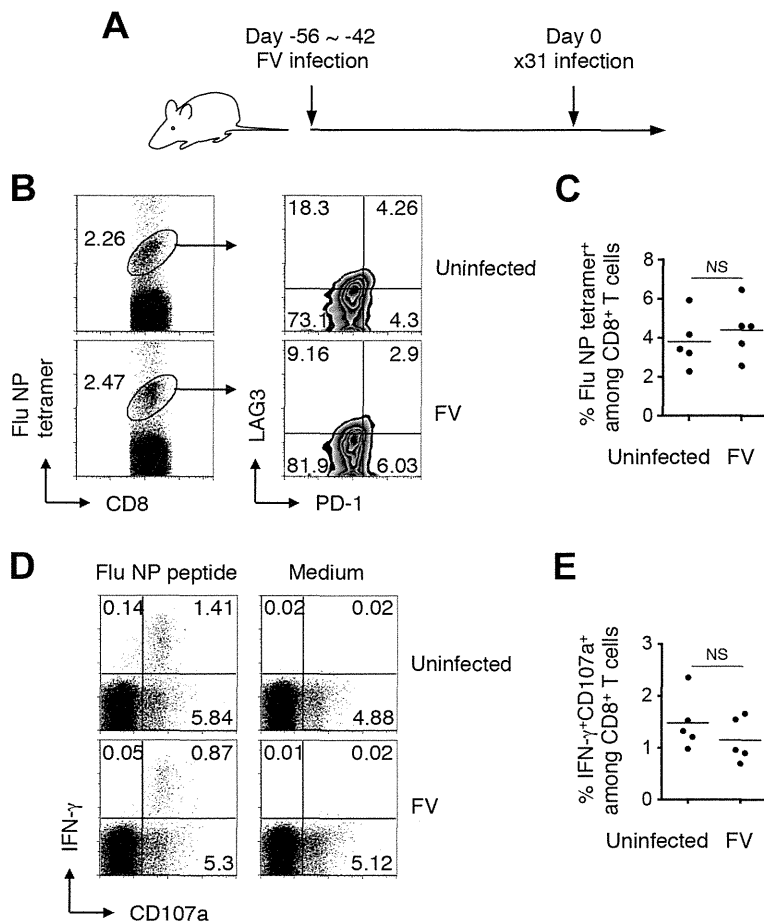 A
Day -56 ~ -42
FV infection
Day 0
x31 infection
B
2.26
18.3 4.26
73.1 4.3
Uninfected
2.47
9.16 2.9
81.9 6.03
FV
Flu NP
tetramer
CD8
LAG3
PD-1
C
% Flu NP tetramer⁺
among CD8⁺ T cells
8
6
4
2
0
NS
Uninfected FV
D
Flu NP peptide Medium
0.14 1.41
5.84
0.02 0.02
4.88
Uninfected
0.05 0.87
5.3
0.01 0.02
5.12
FV
IFN-γ
CD107a
E
% IFN-γ⁺CD107a⁺
among CD8⁺ T cells
3
2
1
0
NS
Uninfected FV